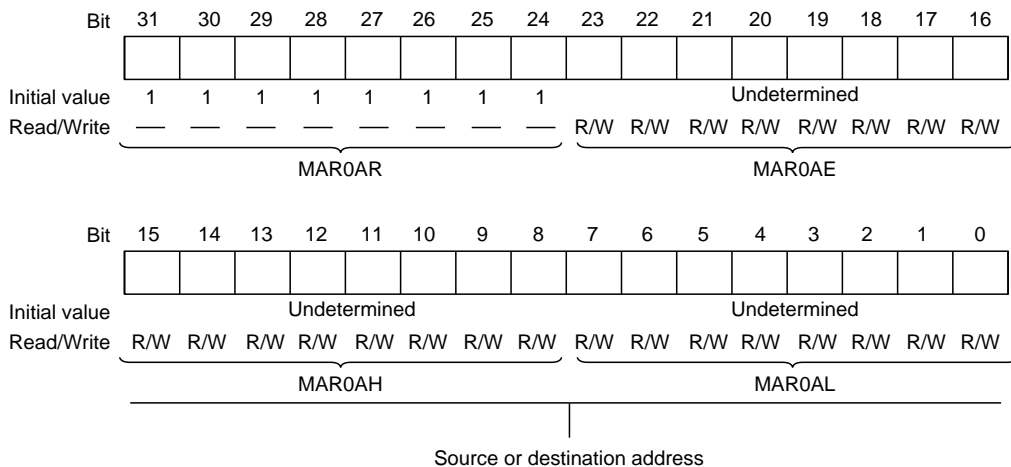 Bit 31 30 29 28 27 26 25 24 23 22 21 20 19 18 17 16
Initial value 1 1 1 1 1 1 1 1 Undetermined
Read/Write — — — — — — — — R/W R/W R/W R/W R/W R/W R/W R/W
MAR0AR MAR0AE
Bit 15 14 13 12 11 10 9 8 7 6 5 4 3 2 1 0
Initial value Undetermined Undetermined
Read/Write R/W R/W R/W R/W R/W R/W R/W R/W R/W R/W R/W R/W R/W R/W R/W R/W
MAR0AH MAR0AL
Source or destination address